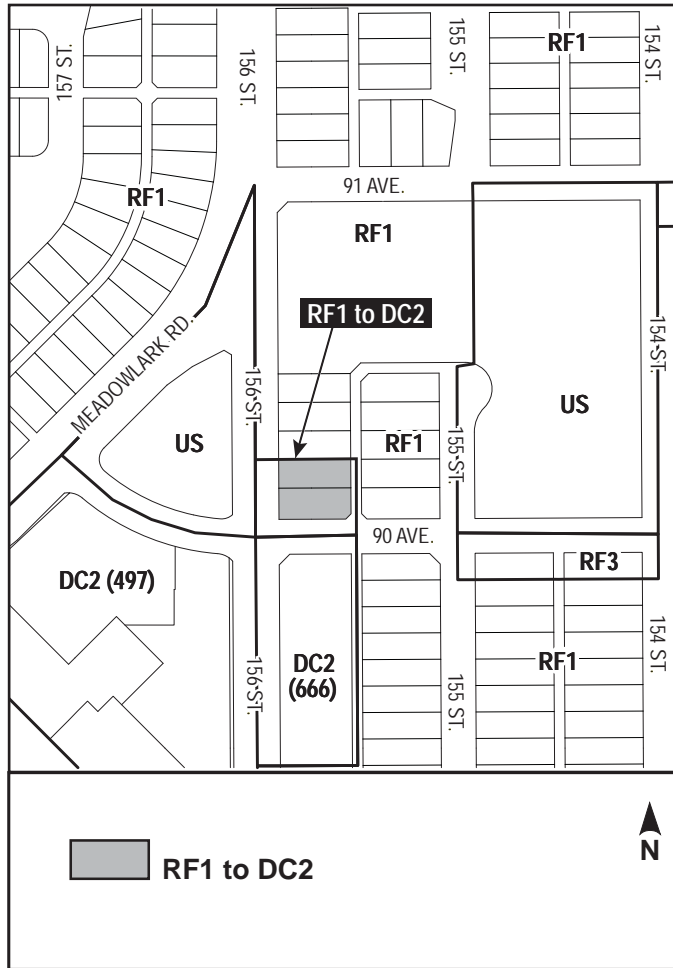 157 ST.
156 ST.
155 ST.
RF1
154 ST.
RF1
91 AVE.
RF1
RF1 to DC2
MEADOWLARK RD.
156 ST.
154 ST.
US
US
RF1
155 ST.
90 AVE.
RF3
DC2 (497)
156 ST.
DC2
(666)
155 ST.
RF1
154 ST.
RF1 to DC2
N